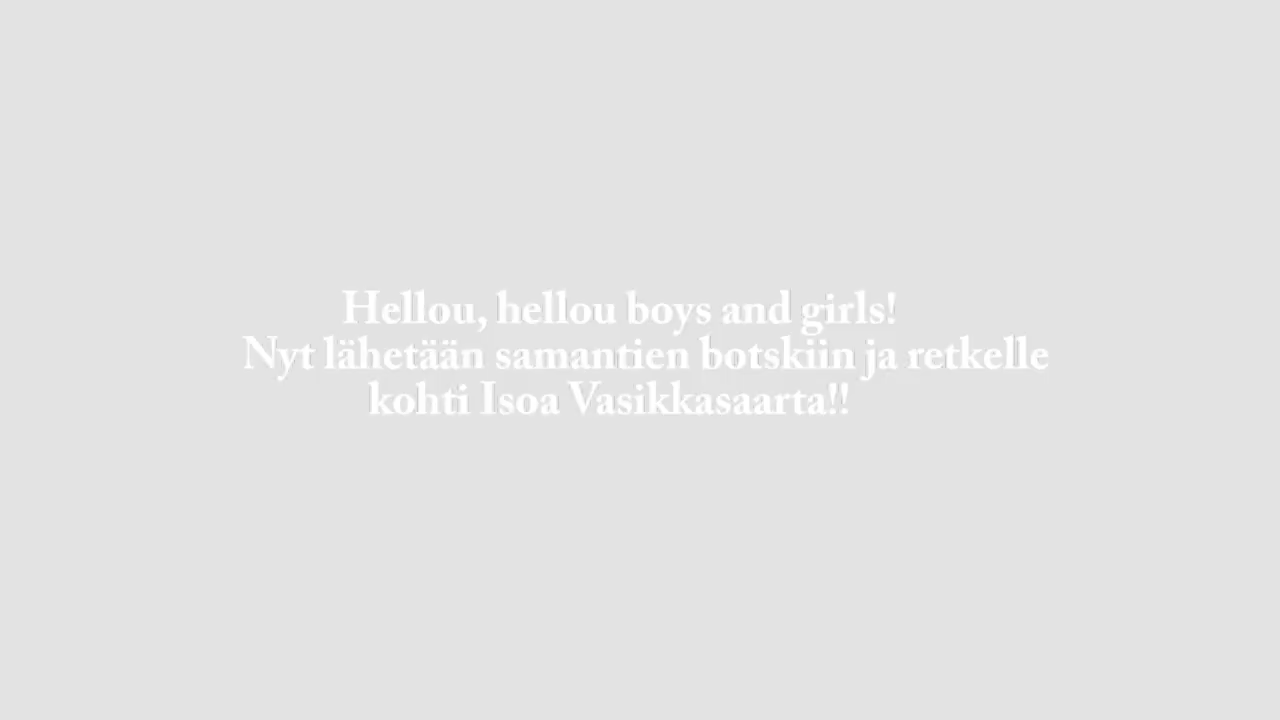 Hellou, hellou boys and girls!
Nyt lähetään samantien botskiin ja retkelle
kohti Isoa Vasikkasaarta!!